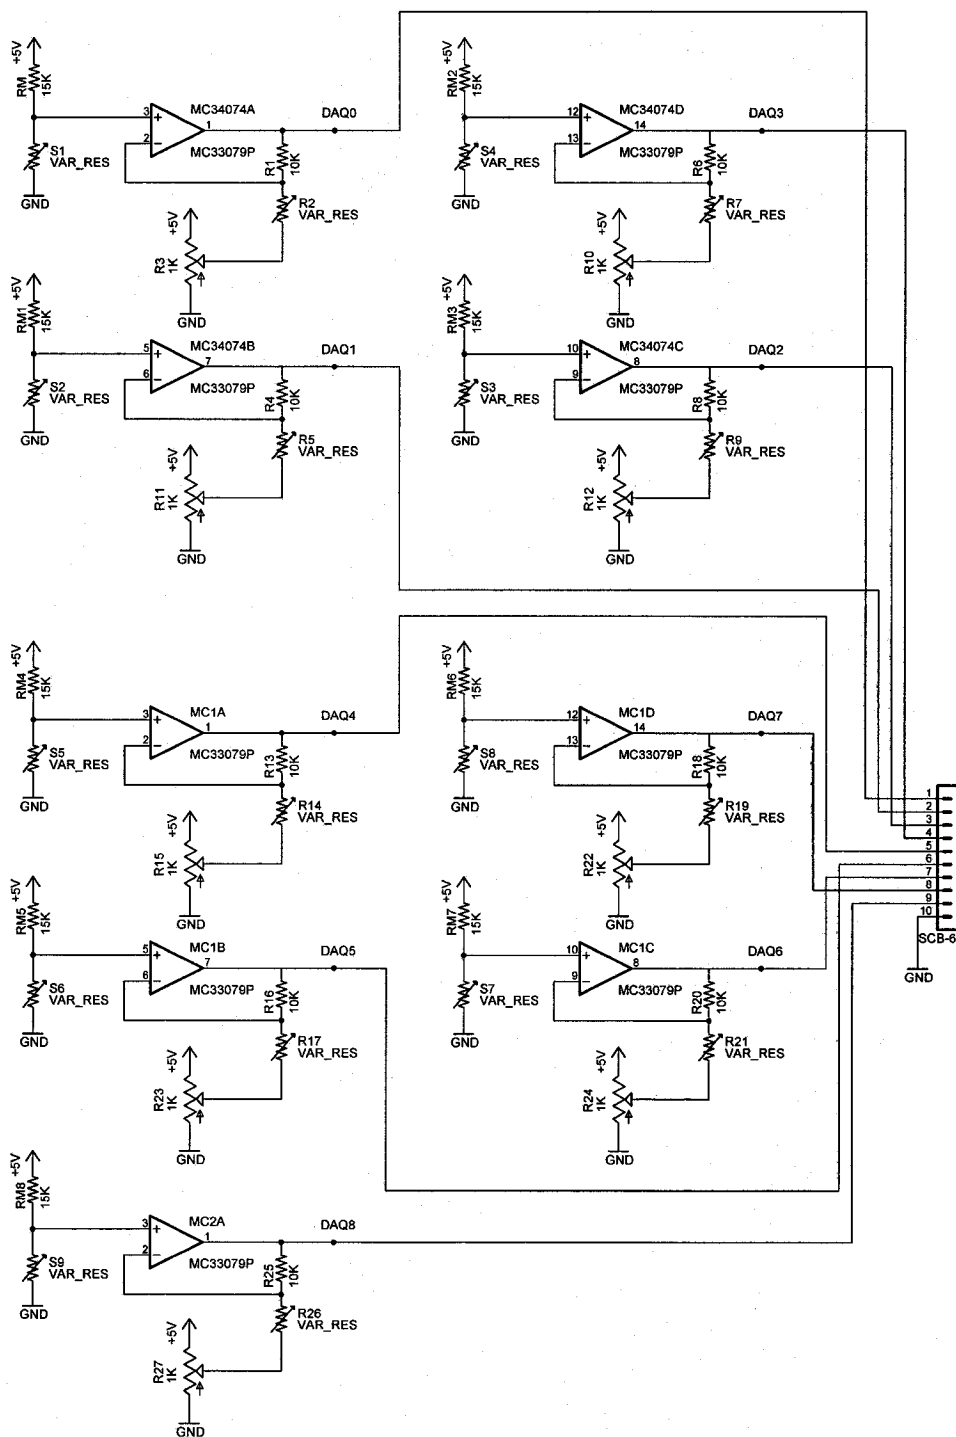 +5V
RM
15K
S1
VAR_RES
GND
MC34074A
3
2
1
MC33079P
DAQ0
R1
10K
R2
VAR_RES
+5V
R3
1K
GND
+5V
RM2
15K
S4
VAR_RES
GND
MC34074D
12
13
14
MC33079P
DAQ3
R6
10K
R7
VAR_RES
+5V
R10
1K
GND
+5V
RM1
15K
S2
VAR_RES
GND
MC34074B
5
6
7
MC33079P
DAQ1
R4
10K
R5
VAR_RES
+5V
R11
1K
GND
+5V
RM3
15K
S3
VAR_RES
GND
MC34074C
10
9
8
MC33079P
DAQ2
R8
10K
R9
VAR_RES
+5V
R12
1K
GND
+5V
RM4
15K
S5
VAR_RES
GND
MC1A
3
2
1
MC33079P
DAQ4
R13
10K
R14
VAR_RES
+5V
R15
1K
GND
+5V
RM6
15K
S8
VAR_RES
GND
MC1D
12
13
14
MC33079P
DAQ7
R18
10K
R19
VAR_RES
+5V
R22
1K
GND
+5V
RM5
15K
S6
VAR_RES
GND
MC1B
5
6
7
MC33079P
DAQ5
R16
10K
R17
VAR_RES
+5V
R23
1K
GND
+5V
RM7
15K
S7
VAR_RES
GND
MC1C
10
9
8
MC33079P
DAQ6
R20
10K
R21
VAR_RES
+5V
R24
1K
GND
1
2
3
4
5
6
7
8
9
10
SCB-6
GND
+5V
RM8
15K
S9
VAR_RES
GND
MC2A
3
2
1
MC33079P
DAQ8
R25
10K
R26
VAR_RES
+5V
R27
1K
GND